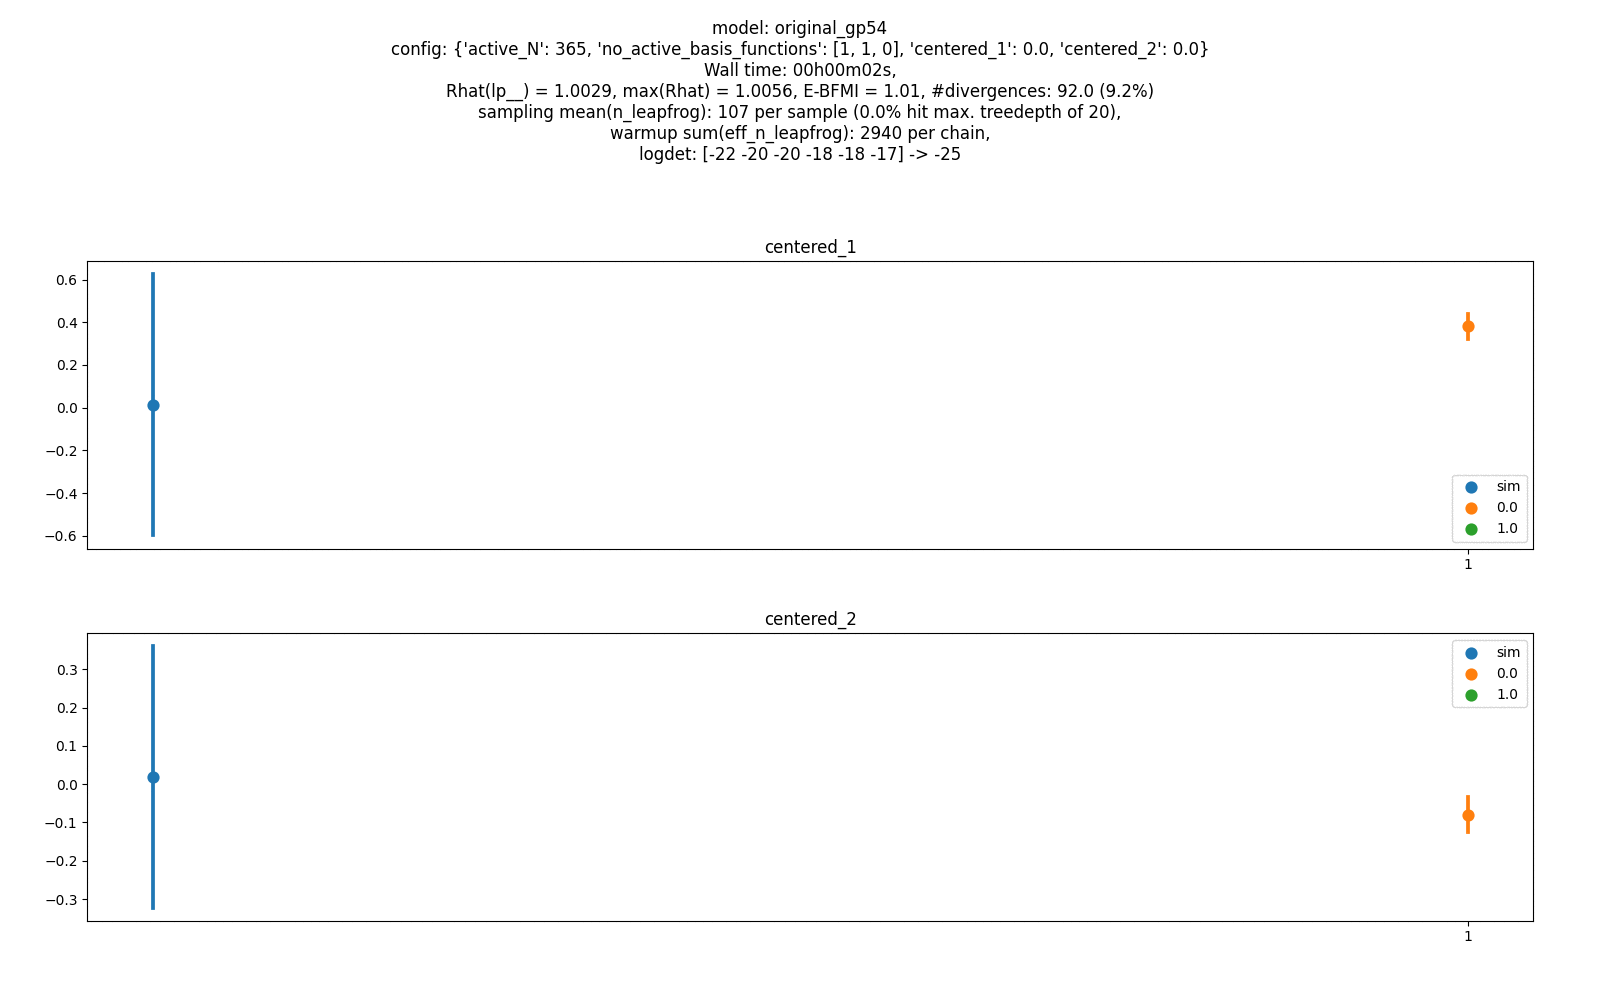 model: original_gp54
config: {'active_N': 365, 'no_active_basis_functions': [1, 1, 0], 'centered_1': 0.0, 'centered_2': 0.0}
Wall time: 00h00m02s,
Rhat(lp__) = 1.0029, max(Rhat) = 1.0056, E-BFMI = 1.01, #divergences: 92.0 (9.2%)
sampling mean(n_leapfrog): 107 per sample (0.0% hit max. treedepth of 20),
warmup sum(eff_n_leapfrog): 2940 per chain,
logdet: [-22 -20 -20 -18 -18 -17] -> -25
centered_1
0.6
0.4
0.2
0.0
−0.2
−0.4
−0.6
sim
0.0
1.0
1
centered_2
0.3
0.2
0.1
0.0
−0.1
−0.2
−0.3
sim
0.0
1.0
1